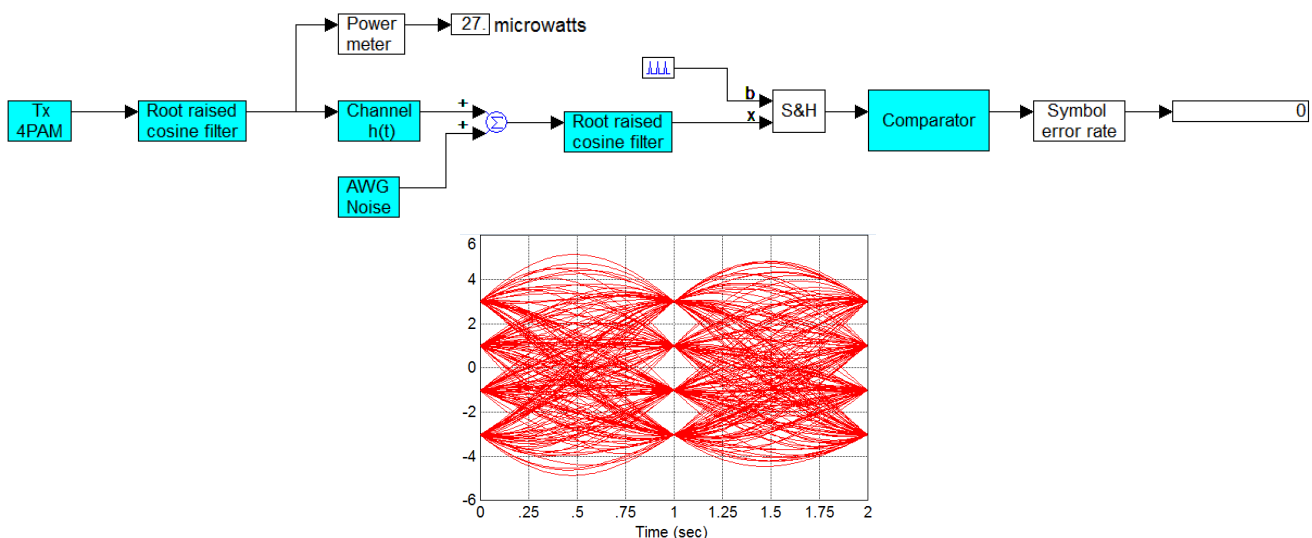 Power
meter
27.
microwatts
Tx
4PAM
Root raised
cosine filter
Channel
h(t)
+
+
Σ
AWG
Noise
Root raised
cosine filter
b
x
S&H
Comparator
Symbol
error rate
0
6
4
2
0
-2
-4
-6
0 .25 .5 .75 1 1.25 1.5 1.75 2
Time (sec)